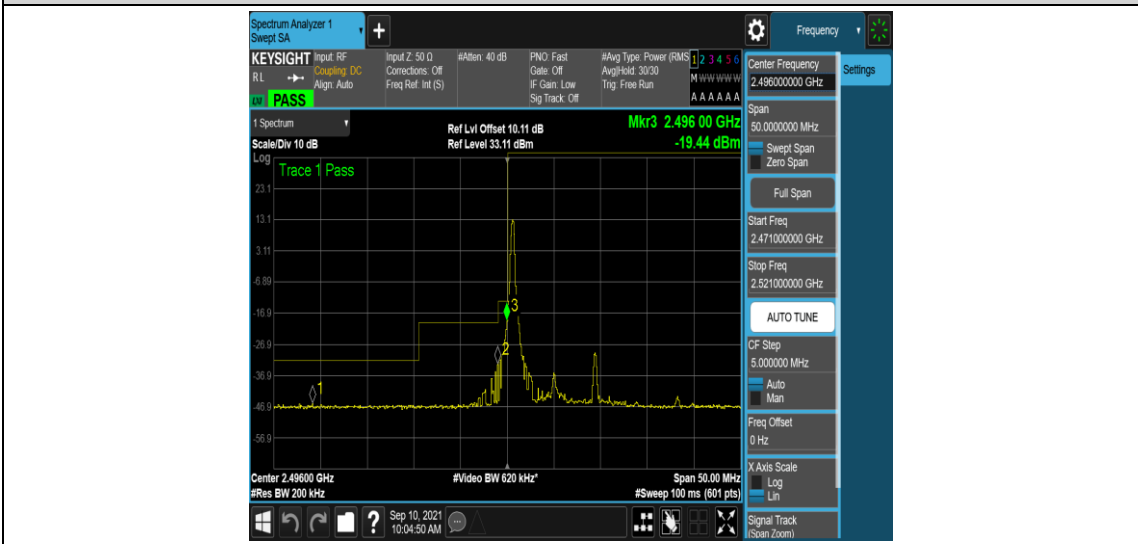 Spectrum Analyzer 1
Swept SA
+
Frequency
KEYSIGHT
RL
PASS
Input: RF
Coupling: DC
Align: Auto
Input Z: 50 Ω
Corrections: Off
Freq Ref: Int (S)
#Atten: 40 dB
PNO: Fast
Gate: Off
IF Gain: Low
Sig Track: Off
#Avg Type: Power (RMS
Avg|Hold: 30/30
Trig: Free Run
1 2 3 4 5 6
M W W W W W
A A A A A A
1 Spectrum
Scale/Div 10 dB
Ref Lvl Offset 10.11 dB
Ref Level 33.11 dBm
Mkr3 2.496 00 GHz
-19.44 dBm
Log
Trace 1 Pass
23.1
13.1
3.11
-6.89
-16.9
-26.9
-36.9
-46.9
-56.9
1
2
3
Center 2.49600 GHz
#Res BW 200 kHz
#Video BW 620 kHz*
Span 50.00 MHz
#Sweep 100 ms (601 pts)
?
Sep 10, 2021
10:04:50 AM
Center Frequency
2.496000000 GHz
Settings
Span
50.0000000 MHz
Swept Span
Zero Span
Full Span
Start Freq
2.471000000 GHz
Stop Freq
2.521000000 GHz
AUTO TUNE
CF Step
5.000000 MHz
Auto
Man
Freq Offset
0 Hz
X Axis Scale
Log
Lin
Signal Track
(Span Zoom)